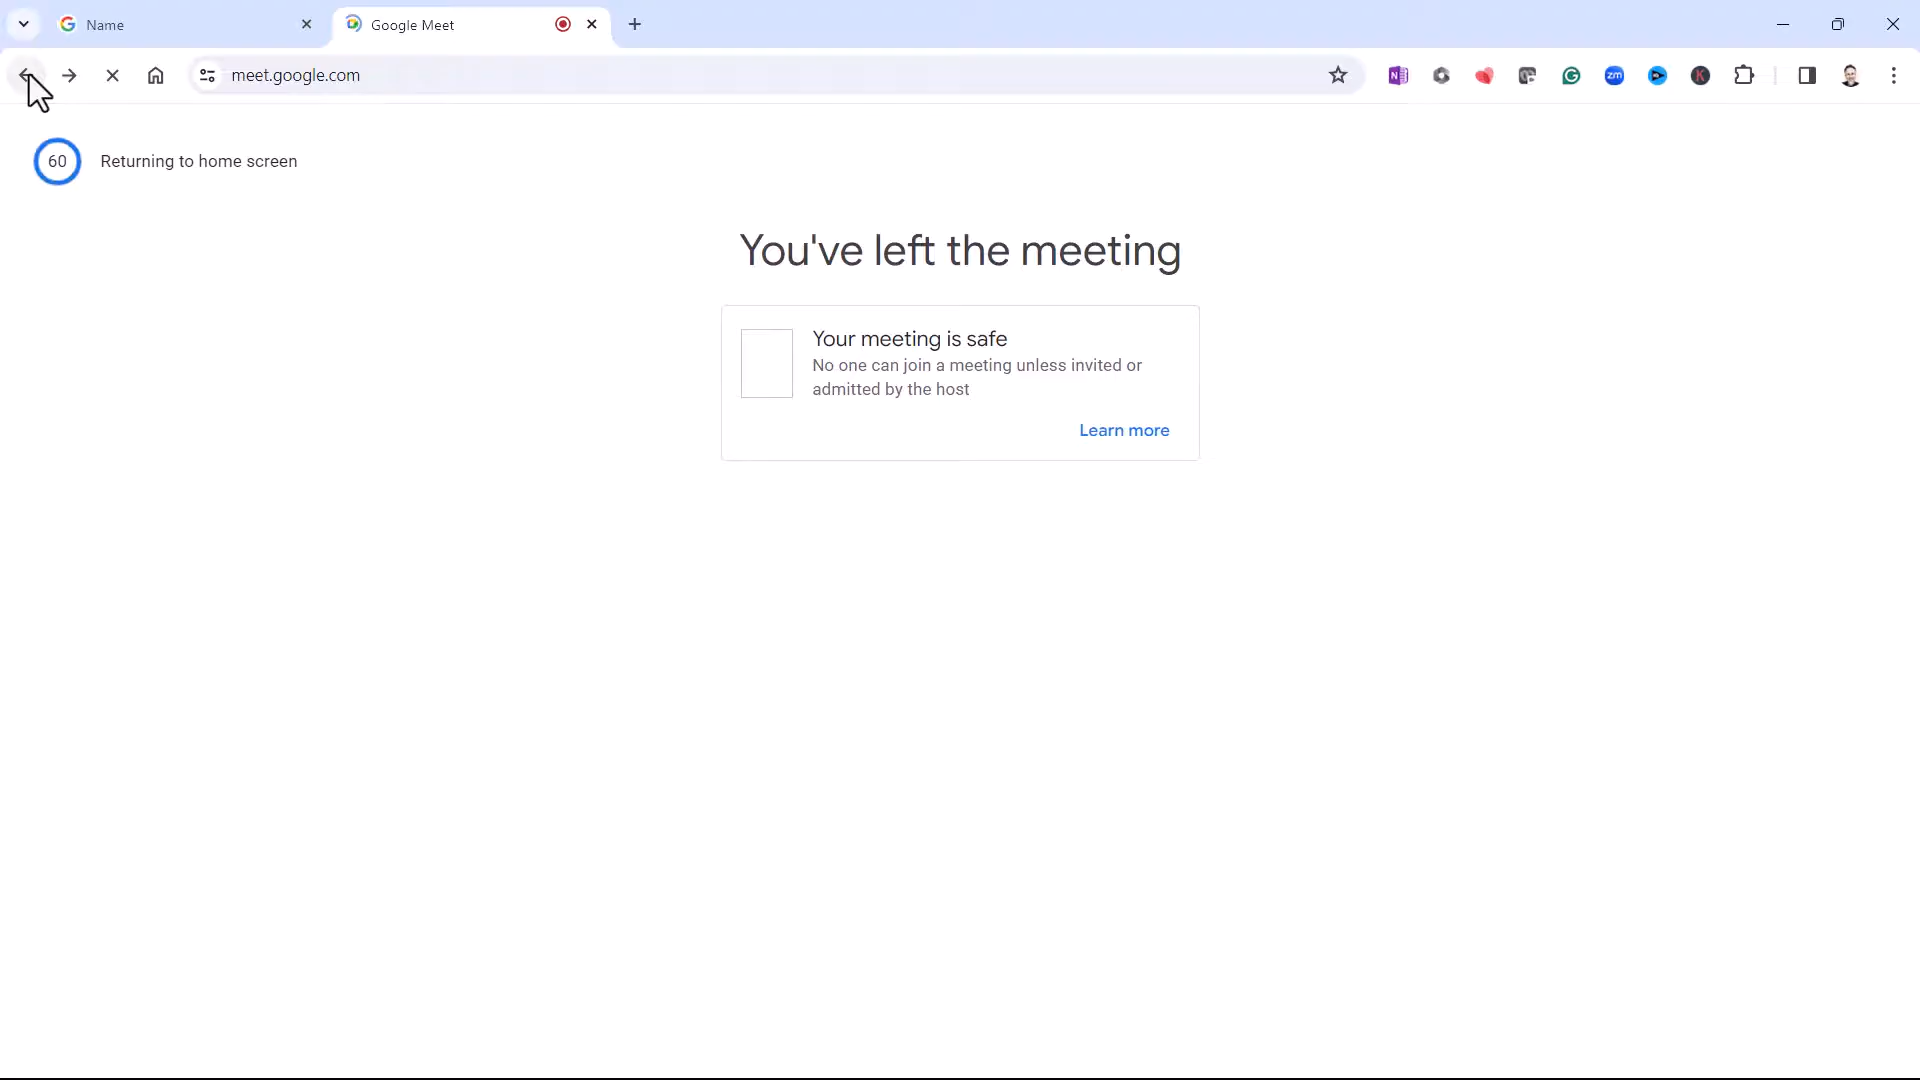 Name
Google Meet
meet.google.com
N
G
zm
K
60 Returning to home screen
You've left the meeting
Your meeting is safe
No one can join a meeting unless invited or
admitted by the host
Learn more